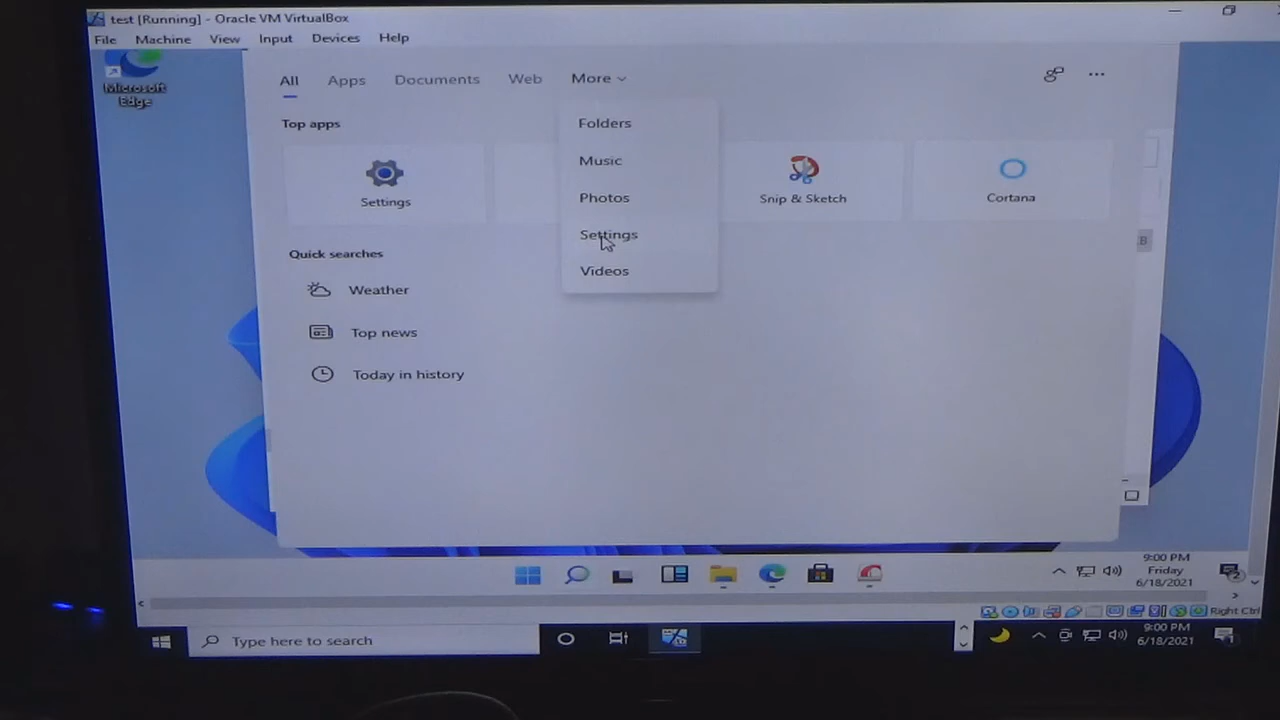 test [Running] - Oracle VM VirtualBox
File Machine View Input Devices Help
Microsoft
Edge
All Apps Documents Web More
Folders
Music
Photos
Settings
Videos
Top apps
Settings
Snip & Sketch
Cortana
Quick searches
Weather
Top news
Today in history
B
9:00 PM
Friday
6/18/2021
2
Right Ctrl
Type here to search
9:00 PM
6/18/2021
1